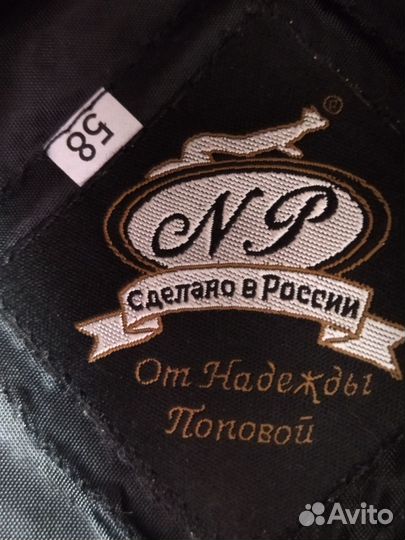 58
®
NP
Сделано в России
От Надежды
Поповой
Avito